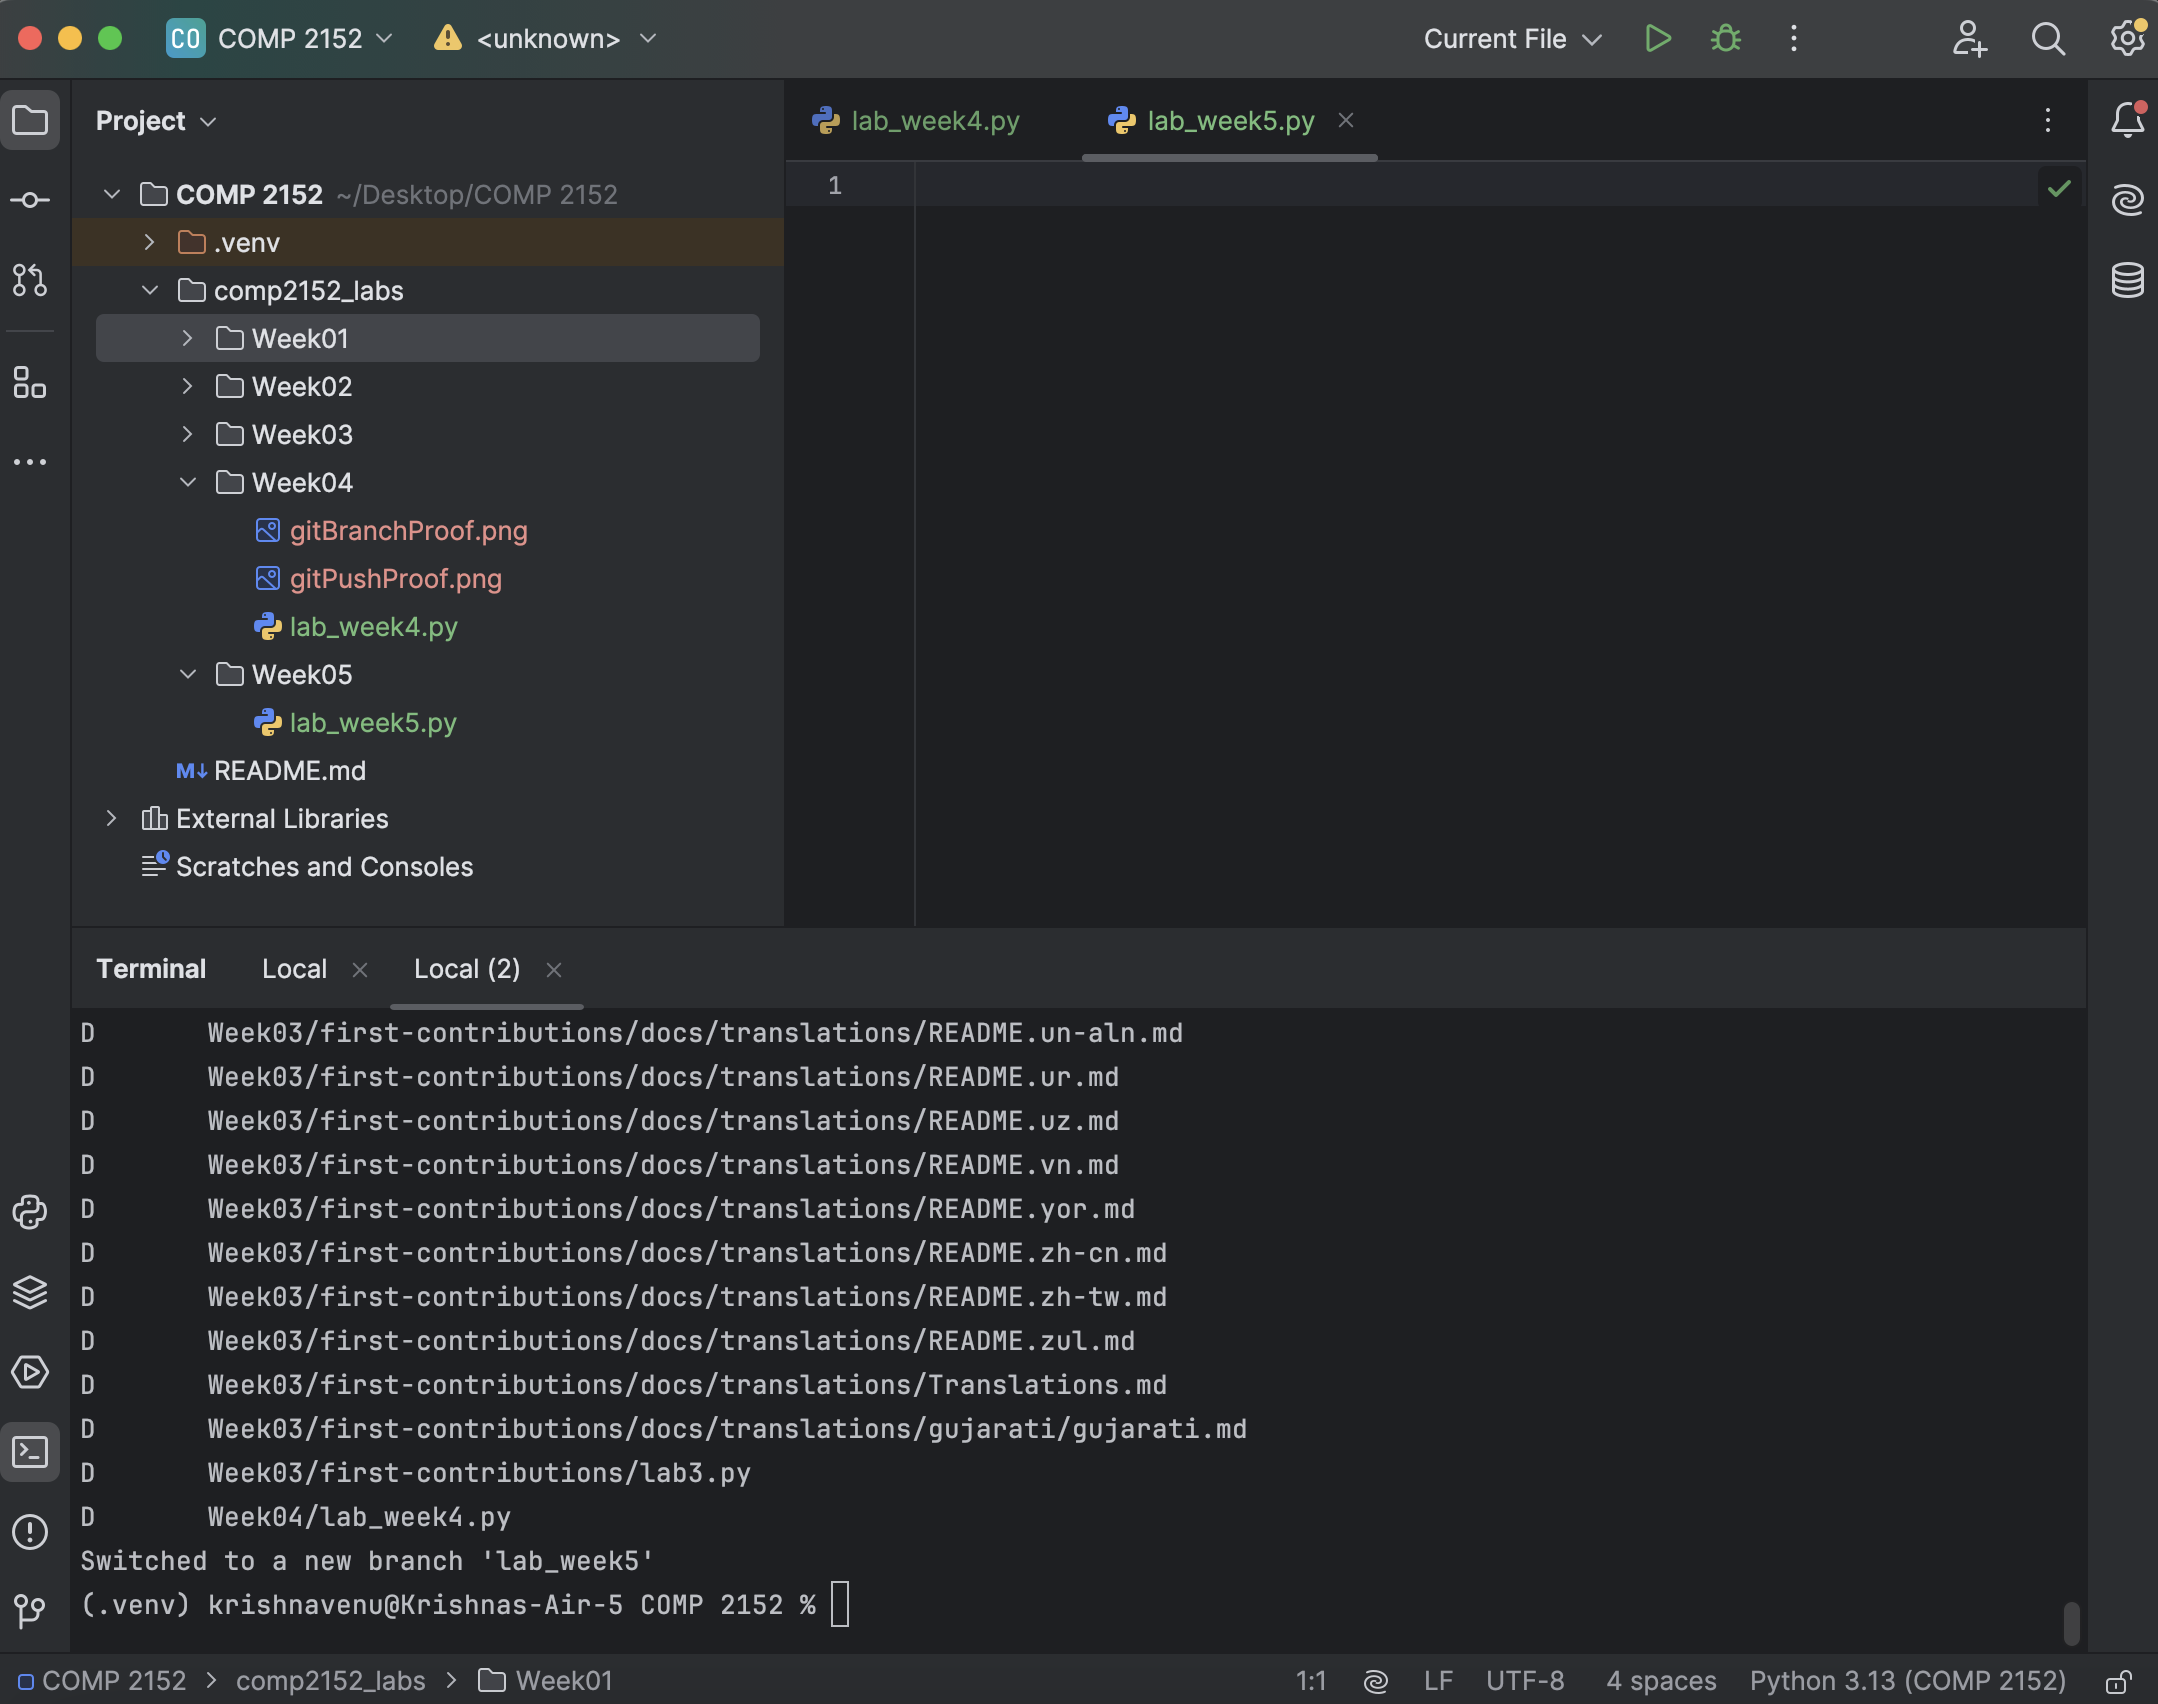 CO COMP 2152 <unknown> Current File
Project
lab_week4.py lab_week5.py
COMP 2152 ~/Desktop/COMP 2152
1
.venv
comp2152_labs
Week01
Week02
Week03
Week04
gitBranchProof.png
gitPushProof.png
lab_week4.py
Week05
lab_week5.py
M↓ README.md
External Libraries
Scratches and Consoles
Terminal Local Local (2)
D Week03/first-contributions/docs/translations/README.un-aln.md
D Week03/first-contributions/docs/translations/README.ur.md
D Week03/first-contributions/docs/translations/README.uz.md
D Week03/first-contributions/docs/translations/README.vn.md
D Week03/first-contributions/docs/translations/README.yor.md
D Week03/first-contributions/docs/translations/README.zh-cn.md
D Week03/first-contributions/docs/translations/README.zh-tw.md
D Week03/first-contributions/docs/translations/README.zul.md
D Week03/first-contributions/docs/translations/Translations.md
D Week03/first-contributions/docs/translations/gujarati/gujarati.md
D Week03/first-contributions/lab3.py
D Week04/lab_week4.py
Switched to a new branch 'lab_week5'
(.venv) krishnavenu@Krishnas-Air-5 COMP 2152 %
COMP 2152 > comp2152_labs > Week01 1:1 LF UTF-8 4 spaces Python 3.13 (COMP 2152)